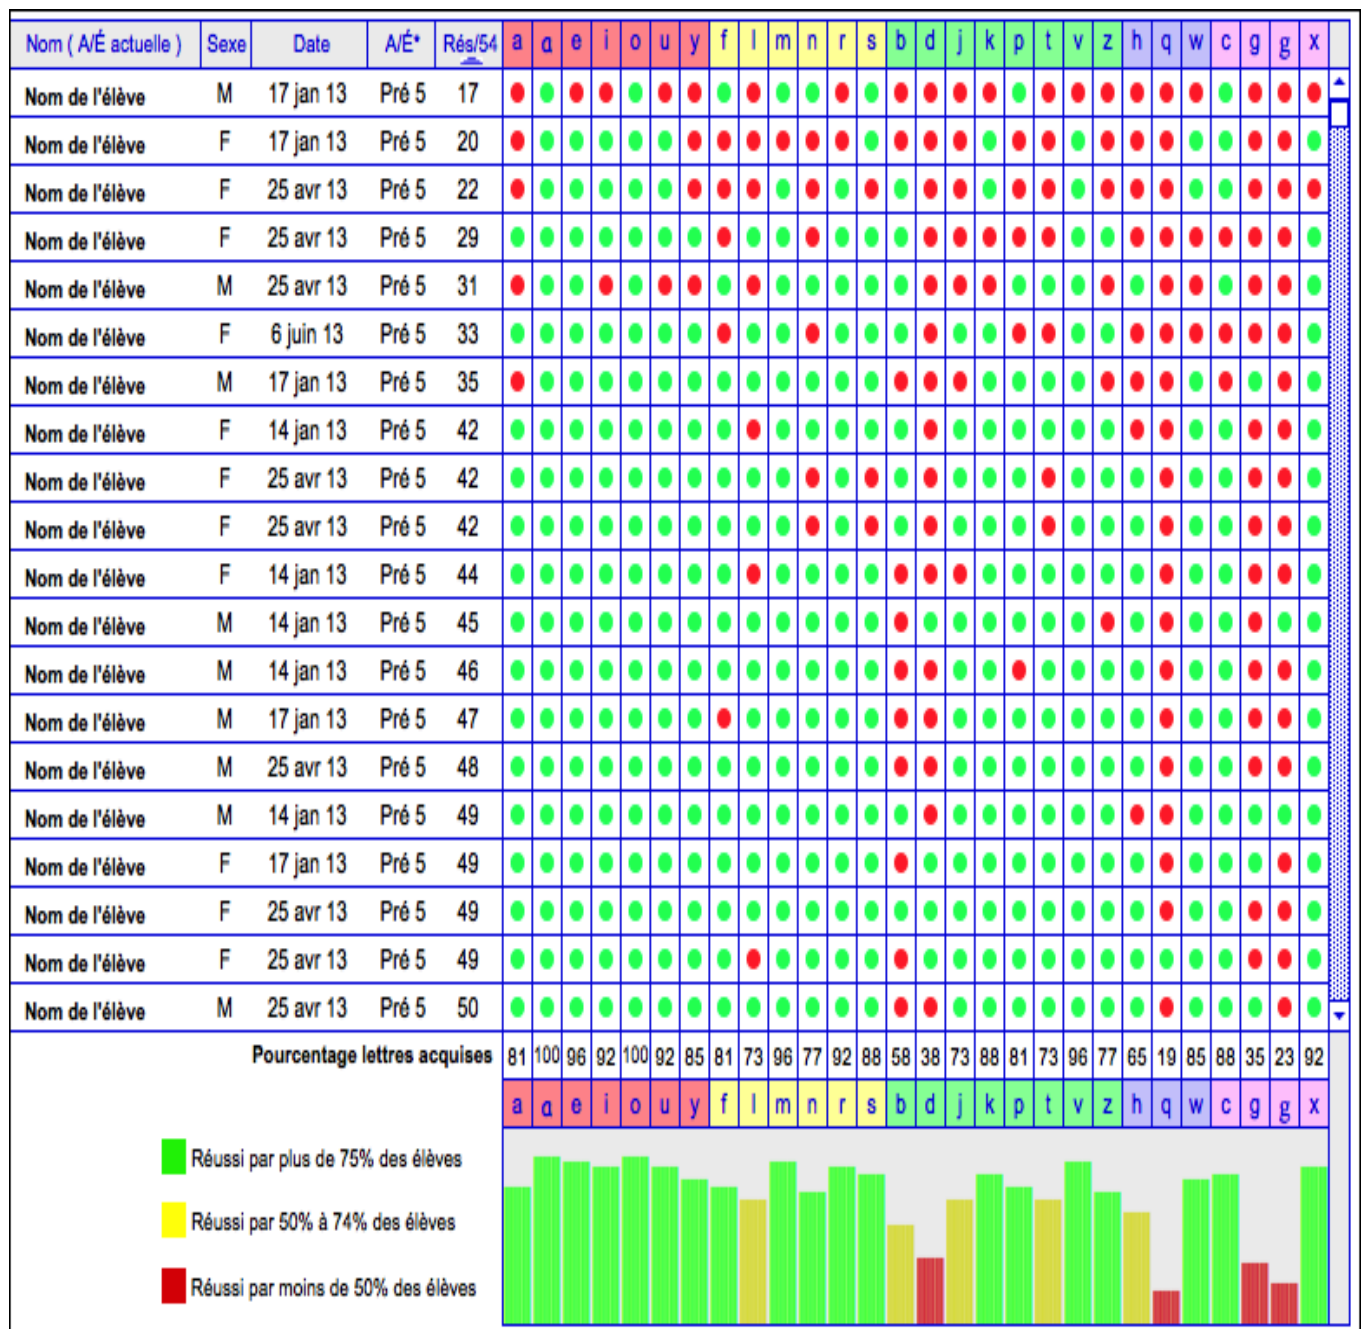 Nom ( A/É actuelle ) Sexe Date A/É* Rés/54 a ɑ e i o u y f l m n r s b d j k p t v z h q w c g g x
Nom de l'élève M 17 jan 13 Pré 5 17
Nom de l'élève F 17 jan 13 Pré 5 20
Nom de l'élève F 25 avr 13 Pré 5 22
Nom de l'élève F 25 avr 13 Pré 5 29
Nom de l'élève M 25 avr 13 Pré 5 31
Nom de l'élève F 6 juin 13 Pré 5 33
Nom de l'élève M 17 jan 13 Pré 5 35
Nom de l'élève F 14 jan 13 Pré 5 42
Nom de l'élève F 25 avr 13 Pré 5 42
Nom de l'élève F 25 avr 13 Pré 5 42
Nom de l'élève F 14 jan 13 Pré 5 44
Nom de l'élève M 14 jan 13 Pré 5 45
Nom de l'élève M 14 jan 13 Pré 5 46
Nom de l'élève M 17 jan 13 Pré 5 47
Nom de l'élève M 25 avr 13 Pré 5 48
Nom de l'élève M 14 jan 13 Pré 5 49
Nom de l'élève F 17 jan 13 Pré 5 49
Nom de l'élève F 25 avr 13 Pré 5 49
Nom de l'élève F 25 avr 13 Pré 5 49
Nom de l'élève M 25 avr 13 Pré 5 50
Pourcentage lettres acquises 81 100 96 92 100 92 85 81 73 96 77 92 88 58 38 73 88 81 73 96 77 65 19 85 88 35 23 92
a ɑ e i o u y f l m n r s b d j k p t v z h q w c g g x
Réussi par plus de 75% des élèves
Réussi par 50% à 74% des élèves
Réussi par moins de 50% des élèves